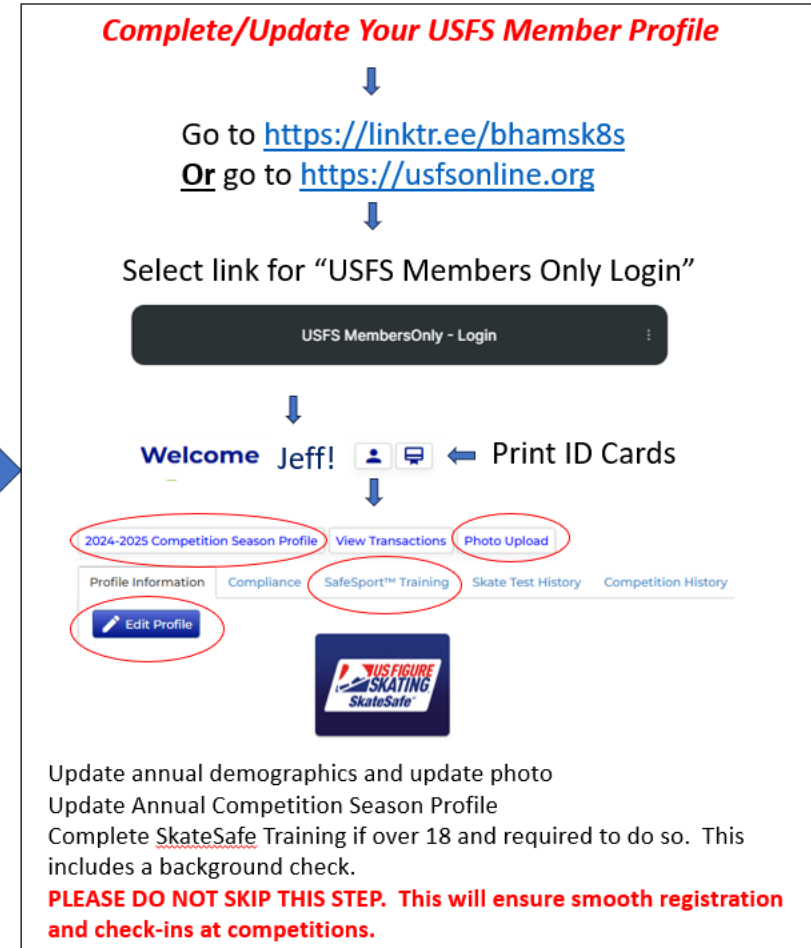 Complete/Update Your USFS Member Profile
Go to https://linktr.ee/bhamsk8s
Or go to https://usfsonline.org
Select link for “USFS Members Only Login”
USFS MembersOnly - Login
Welcome Jeff! Print ID Cards
2024-2025 Competition Season Profile View Transactions Photo Upload
Profile Information Compliance SafeSport™ Training Skate Test History Competition History
Edit Profile
US FIGURE
SKATING
SkateSafe®
Update annual demographics and update photo
Update Annual Competition Season Profile
Complete SkateSafe Training if over 18 and required to do so. This
includes a background check.
PLEASE DO NOT SKIP THIS STEP. This will ensure smooth registration
and check-ins at competitions.